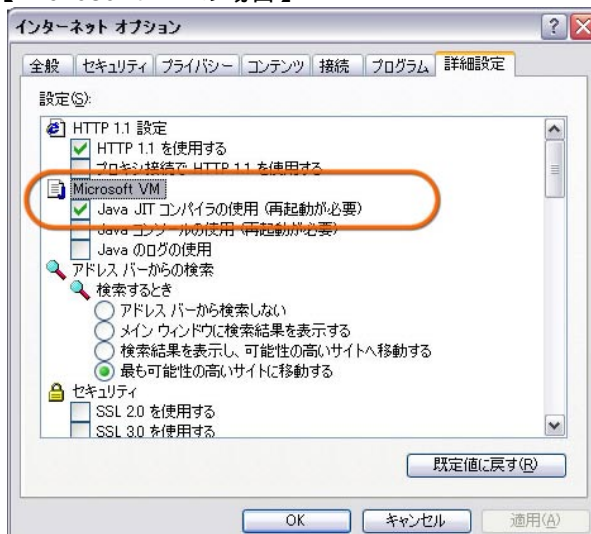 インターネット オプション
全般 セキュリティ プライバシー コンテンツ 接続 プログラム 詳細設定
設定(S):
HTTP 1.1 設定
HTTP 1.1 を使用する
プロキシ接続で HTTP 1.1 を使用する
Microsoft VM
Java JIT コンパイラの使用 (再起動が必要)
Java コンソールの使用 (再起動が必要)
Java のログの使用
アドレス バーからの検索
検索するとき
アドレス バーから検索しない
メイン ウィンドウに検索結果を表示する
検索結果を表示し、可能性の高いサイトへ移動する
最も可能性の高いサイトに移動する
セキュリティ
SSL 2.0 を使用する
SSL 3.0 を使用する
既定値に戻す(R)
OK キャンセル 適用(A)